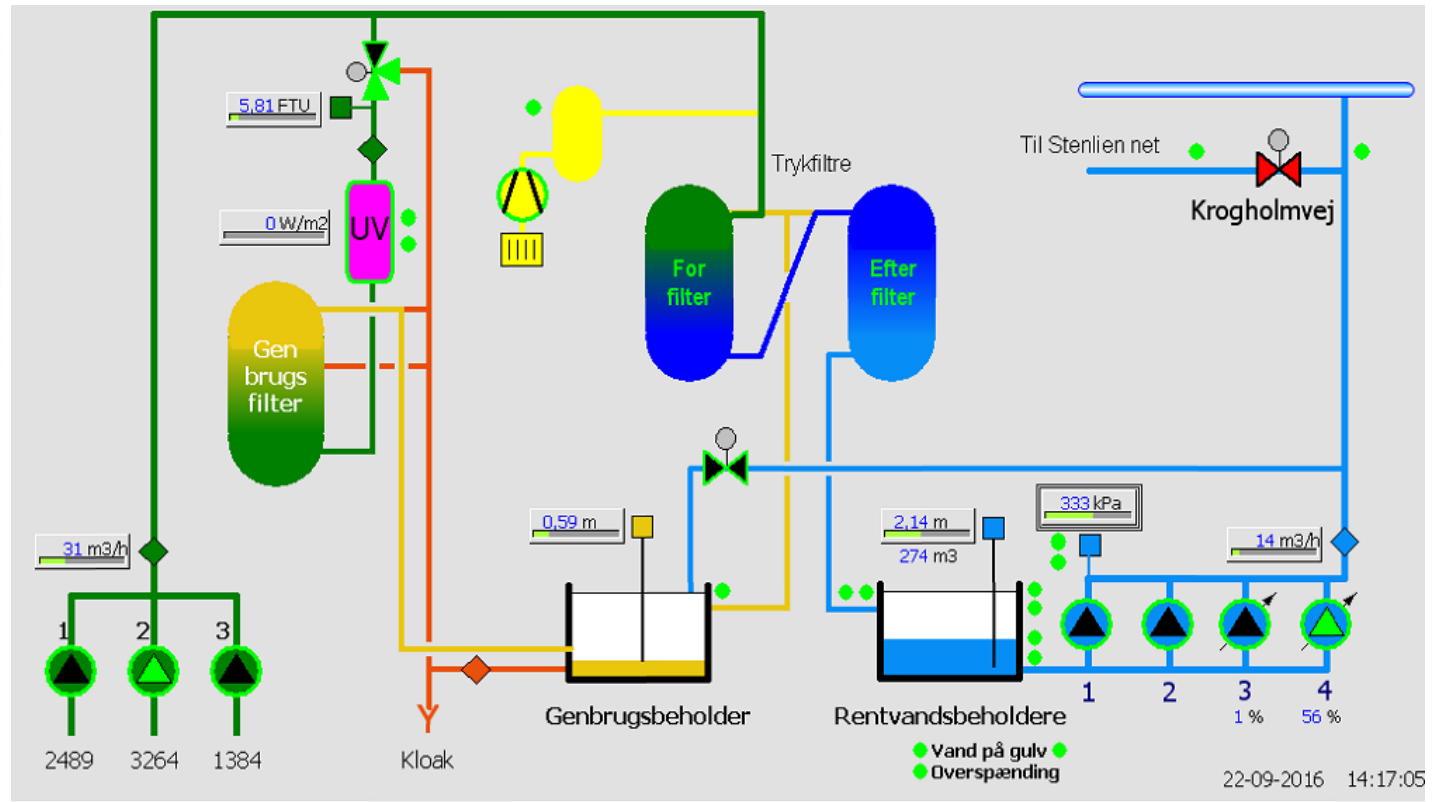 5,81 FTU
Til Stenlien net
Trykfiltre
0 W/m2
UV
Krogholmvej
For
filter
Efter
filter
Gen
brugs
filter
0,59 m
2,14 m
274 m3
333 kPa
31 m3/h
14 m3/h
1
2
3
1
2
3
4
1 %
56 %
Genbrugsbeholder
Rentvandsbeholdere
2489
3264
1384
Kloak
Vand på gulv
Overspænding
22-09-2016 14:17:05